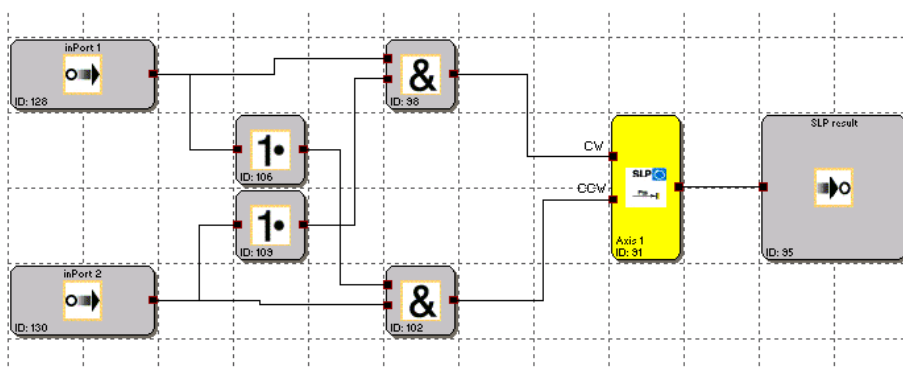 inPort 1
ID: 128
&
ID: 98
1
ID: 106
CW
CCW
SLP
Axis 1
ID: 91
SLP result
ID: 95
1
ID: 109
inPort 2
ID: 130
&
ID: 102